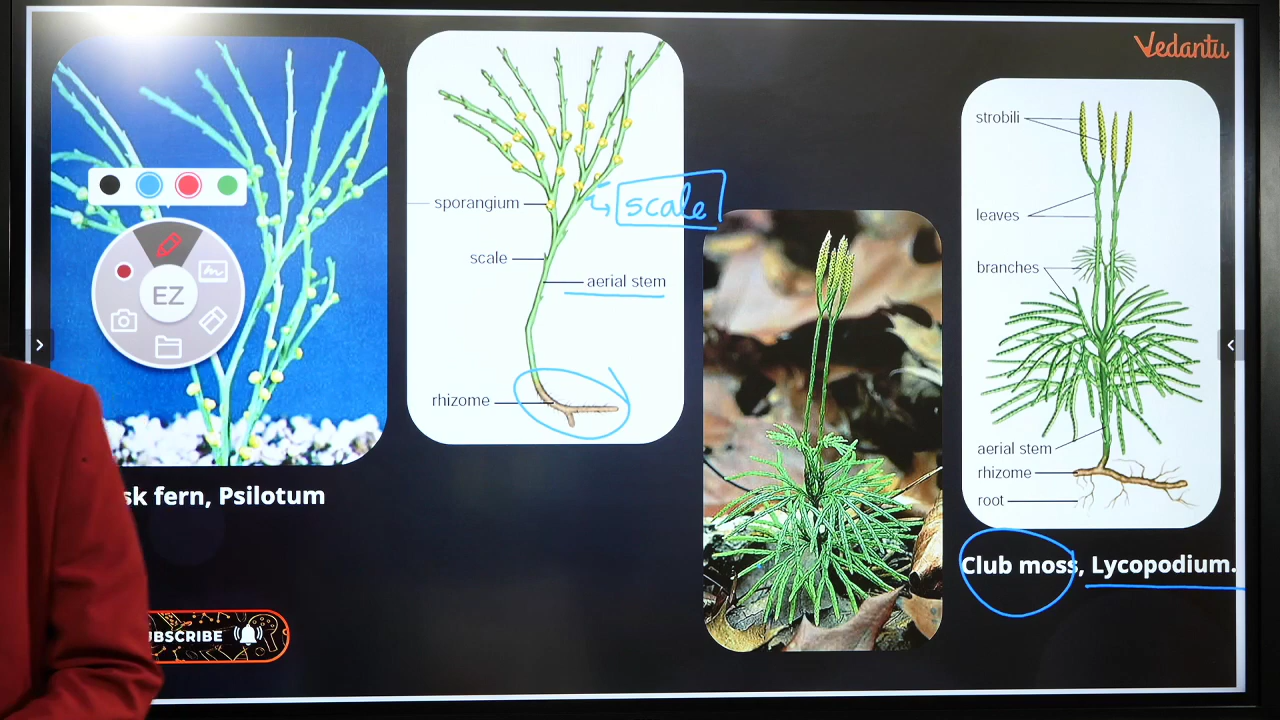 Vedantu
sporangium
scale
aerial stem
rhizome
scale
EZ
sk fern, Psilotum
UBSCRIBE
strobili
leaves
branches
aerial stem
rhizome
root
Club moss, Lycopodium.